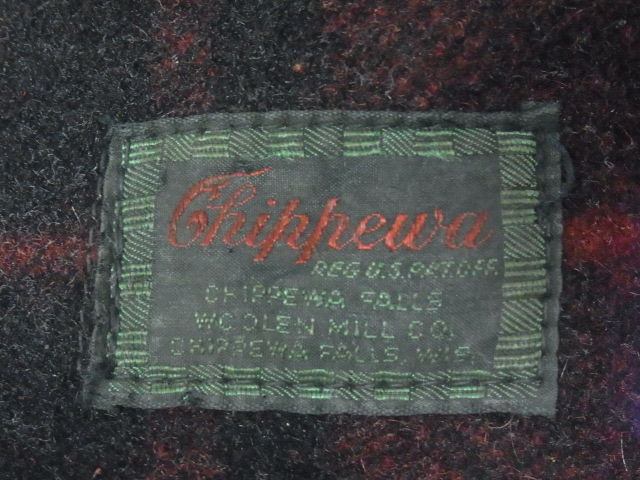 Chippewa
REG. U.S. PAT. OFF.
CHIPPEWA FALLS
WOOLEN MILL CO.
CHIPPEWA FALLS, WIS.